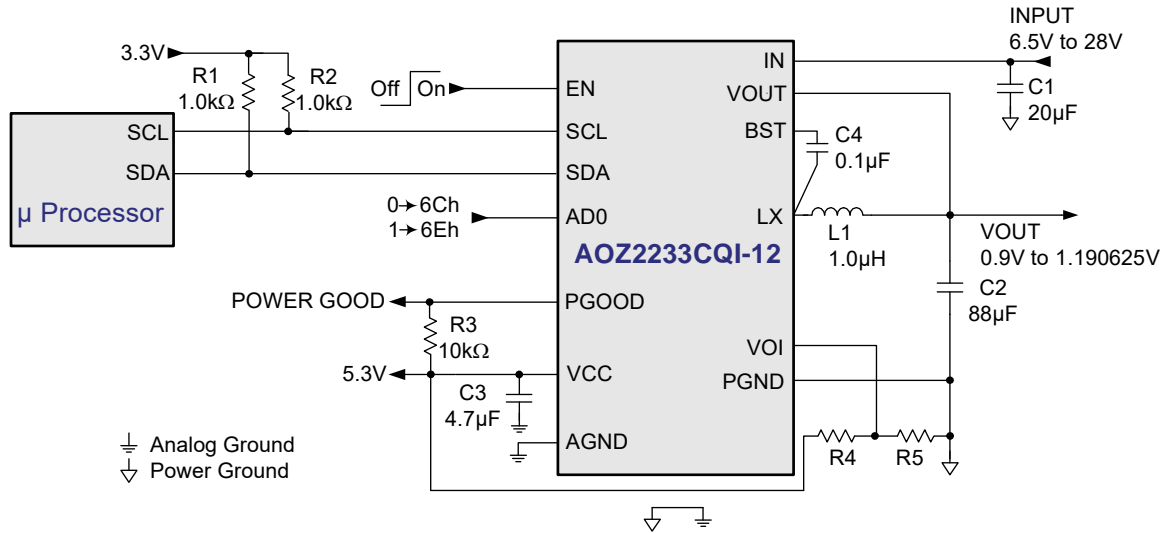 INPUT
6.5V to 28V
3.3V
R1
1.0kΩ
R2
1.0kΩ
Off
On
EN
IN
C1
20µF
VOUT
SCL
SCL
BST
C4
0.1µF
SDA
SDA
µ Processor
0→6Ch
1→6Eh
AD0
LX
L1
1.0µH
VOUT
0.9V to 1.190625V
AOZ2233CQI-12
C2
88µF
POWER GOOD
PGOOD
R3
10kΩ
VOI
5.3V
VCC
PGND
C3
4.7µF
AGND
R4
R5
Analog Ground
Power Ground